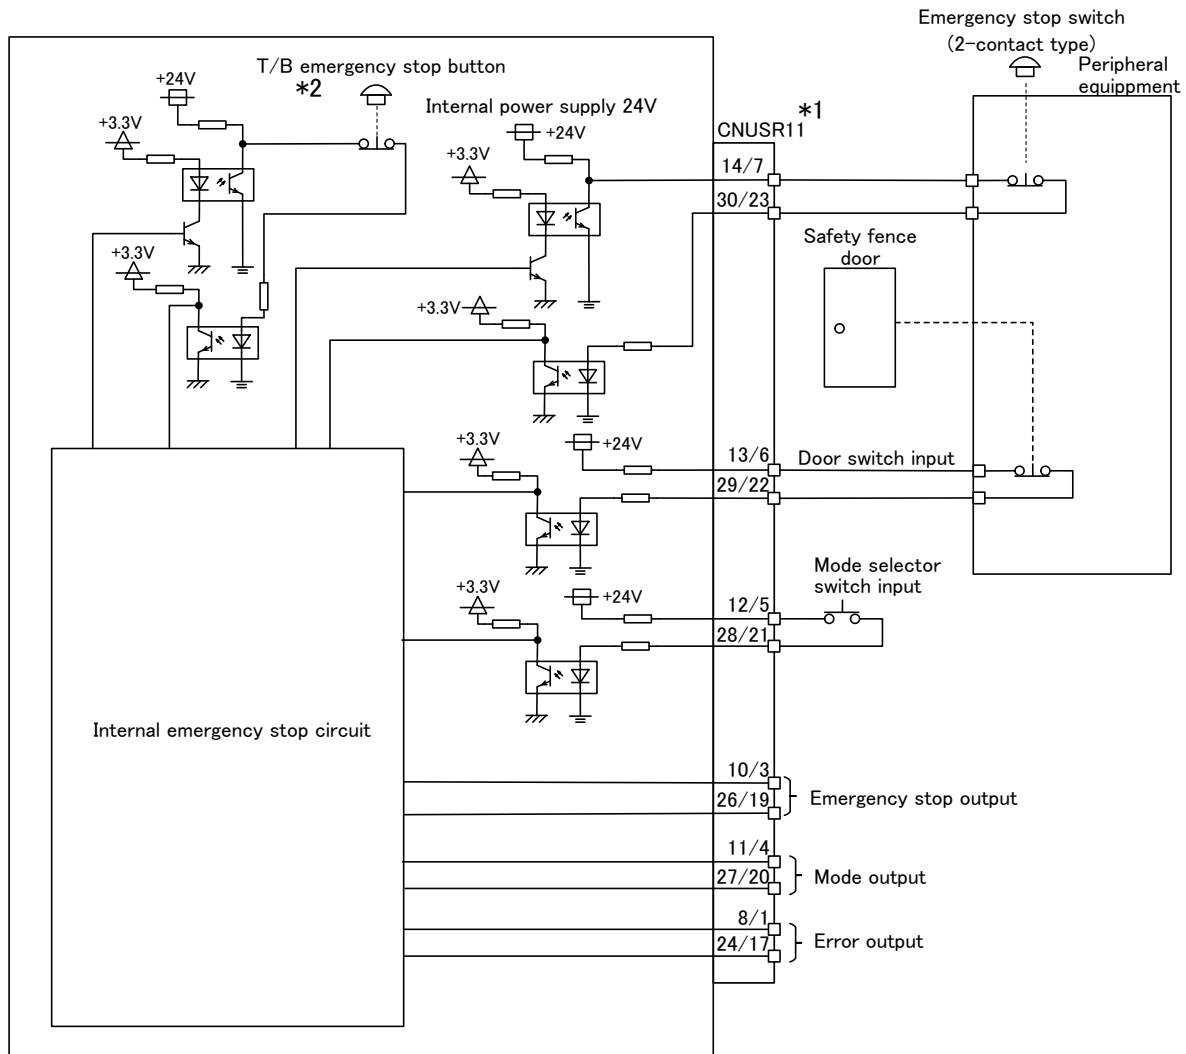 Emergency stop switch
(2-contact type)
Peripheral
equippment
T/B emergency stop button
*2
+24V
Internal power supply 24V
*1
CNUSR11
+3.3V
+24V
+3.3V
14/7
30/23
Safety fence
door
+3.3V
+3.3V
+3.3V
+24V
13/6
Door switch input
29/22
Mode selector
switch input
+3.3V
+24V
12/5
28/21
Internal emergency stop circuit
10/3
26/19
Emergency stop output
11/4
27/20
Mode output
8/1
24/17
Error output